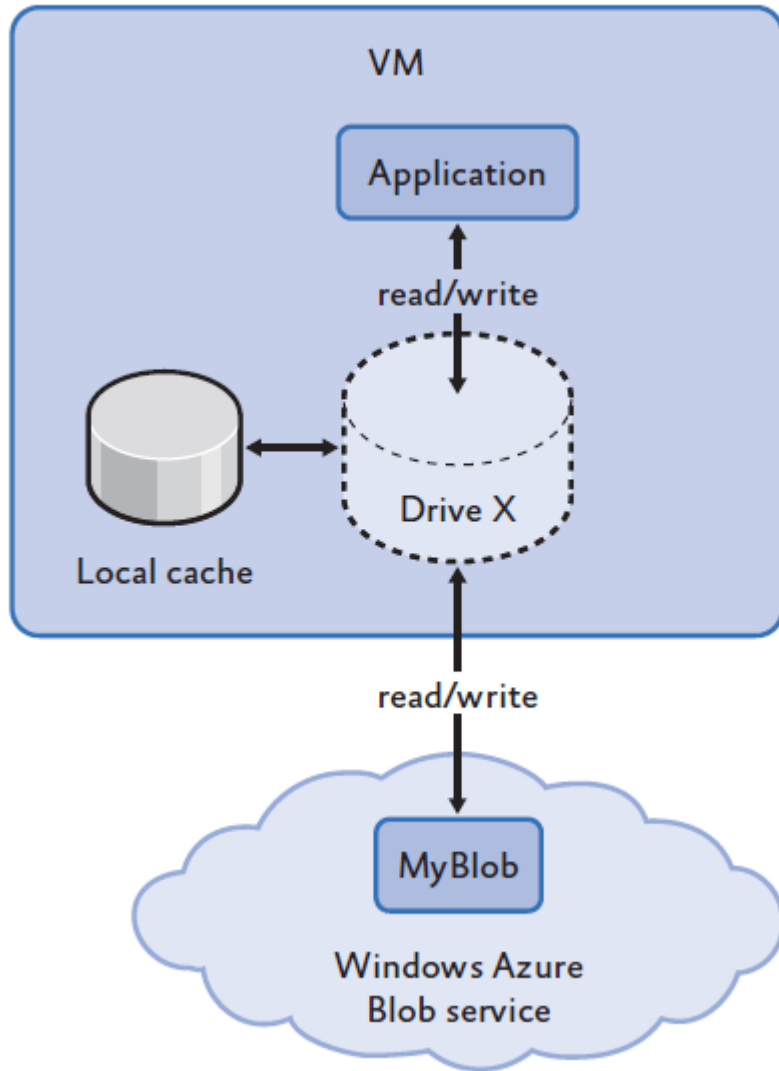 VM
Application
read/write
Drive X
Local cache
read/write
MyBlob
Windows Azure
Blob service